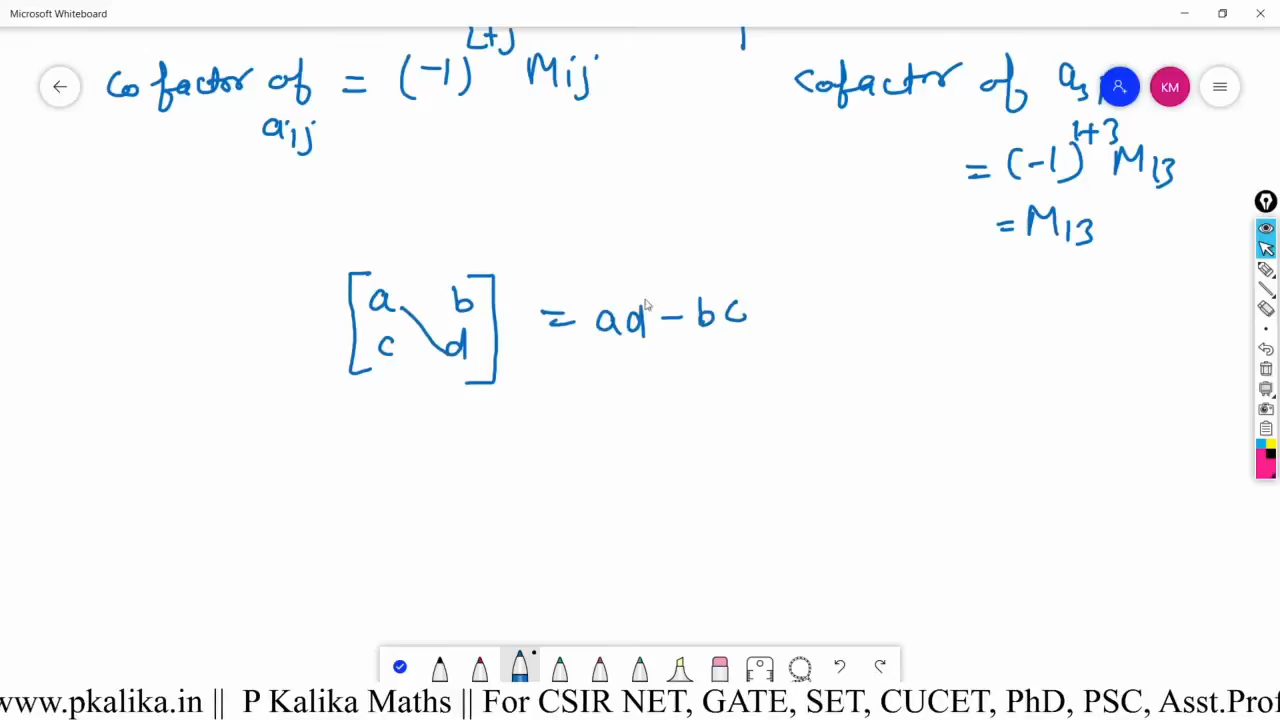 Microsoft Whiteboard
cofactor of aij = (-1)^i+j Mij
cofactor of a3
KM
= (-1)^1+3 M13
= M13
[a b
c d] = ad - bc
www.pkalika.in || P Kalika Maths || For CSIR NET, GATE, SET, CUCET, PhD, PSC, Asst.Prof